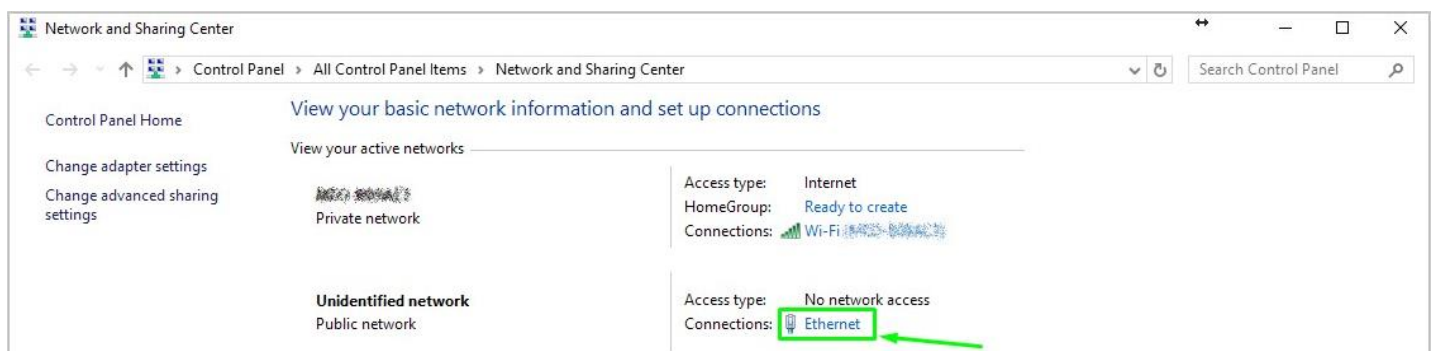 Network and Sharing Center
Control Panel > All Control Panel Items > Network and Sharing Center
Search Control Panel
Control Panel Home
Change adapter settings
Change advanced sharing
settings
View your basic network information and set up connections
View your active networks
Private network
Access type: Internet
HomeGroup: Ready to create
Connections: Wi-Fi
Unidentified network
Public network
Access type: No network access
Connections: Ethernet